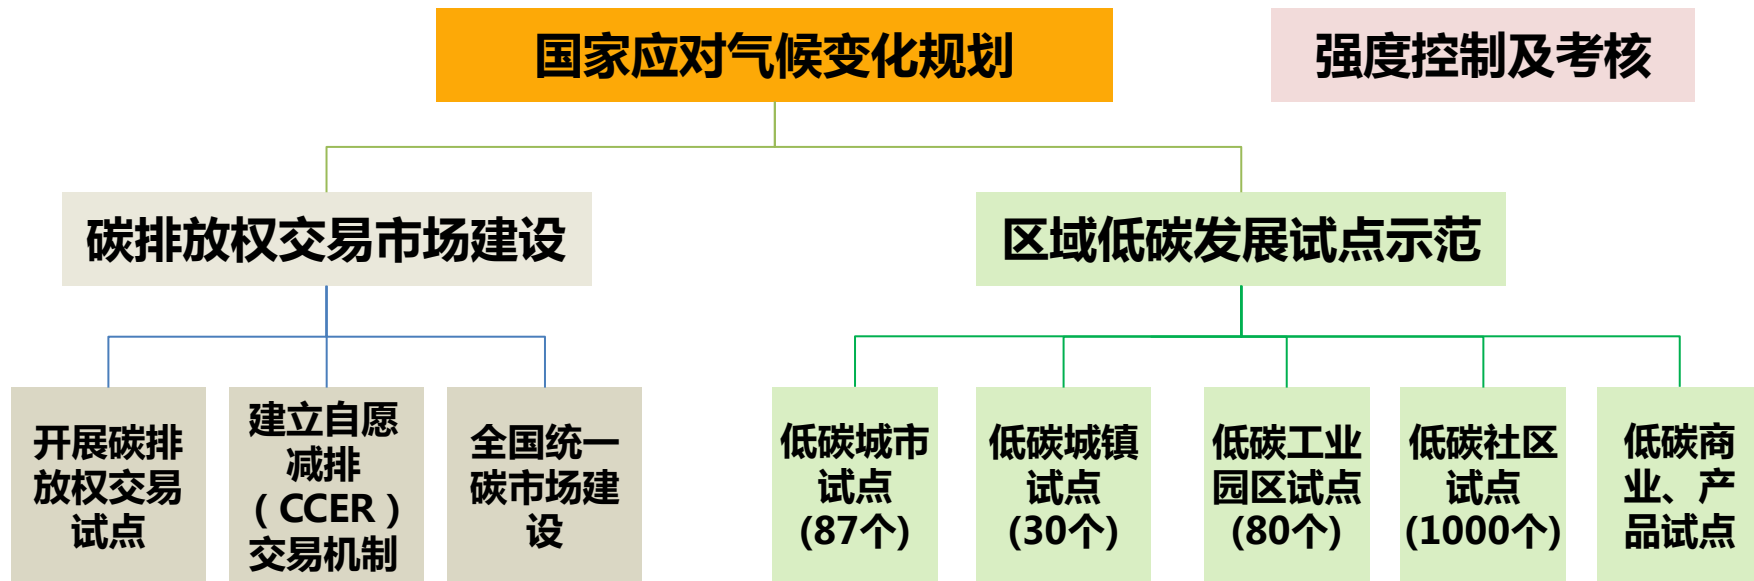 国家应对气候变化规划
强度控制及考核
碳排放权交易市场建设
区域低碳发展试点示范
开展碳排
放权交易
试点
建立自愿
减排
（CCER）
交易机制
全国统一
碳市场建
设
低碳城市
试点
(87个)
低碳城镇
试点
(30个)
低碳工业
园区试点
(80个)
低碳社区
试点
(1000个)
低碳商
业、产
品试点